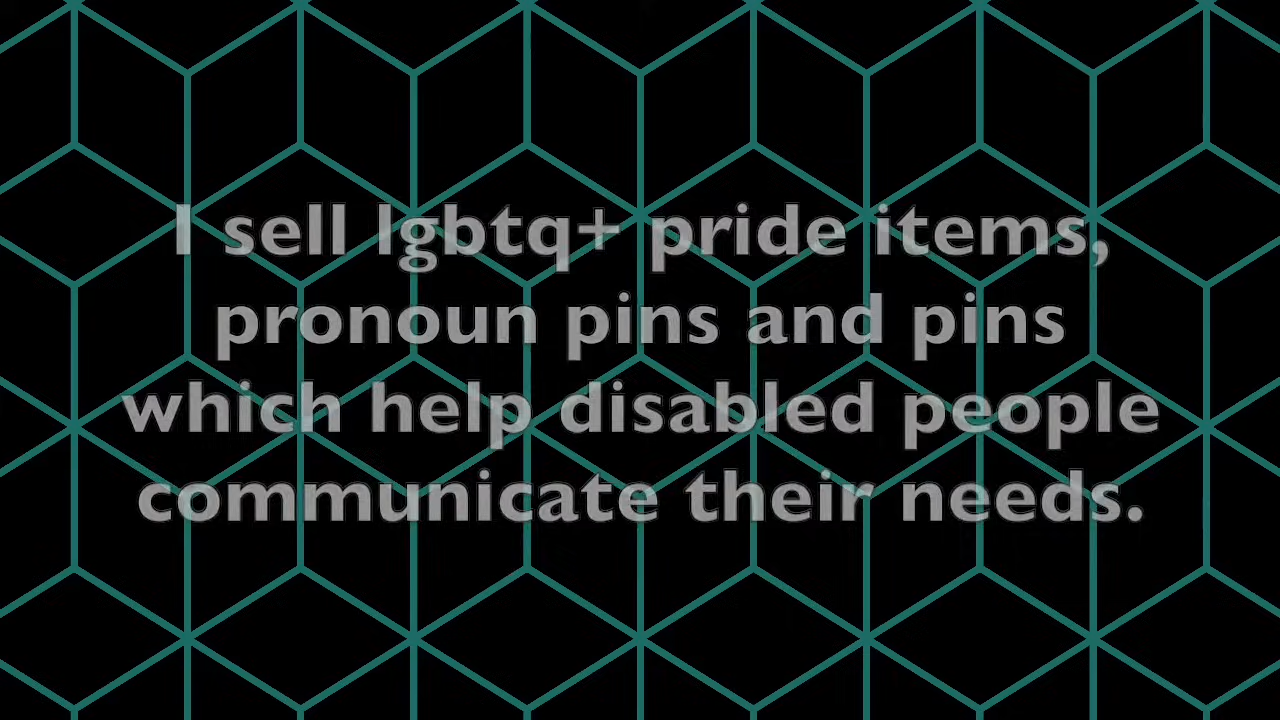 I sell lgbtq+ pride items,
pronoun pins and pins
which help disabled people
communicate their needs.